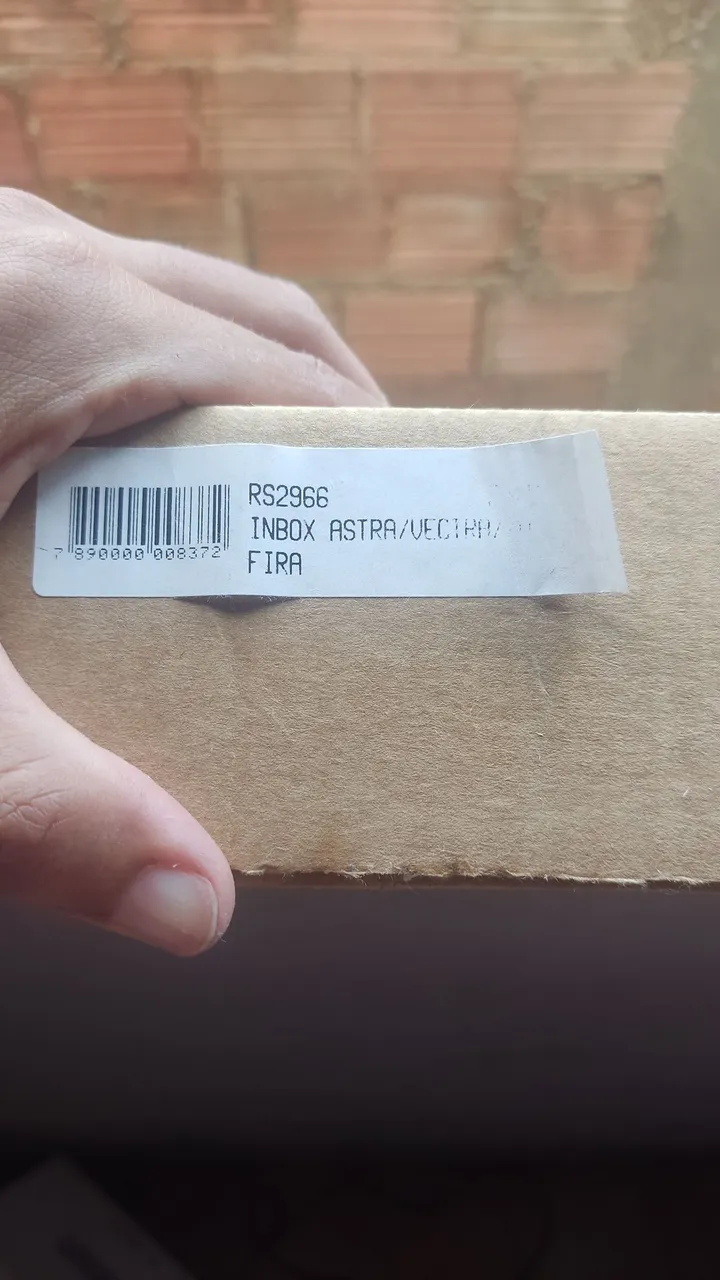 RS2966
INBOX ASTRA/VECTRA/
FIRA
7 890000 008372